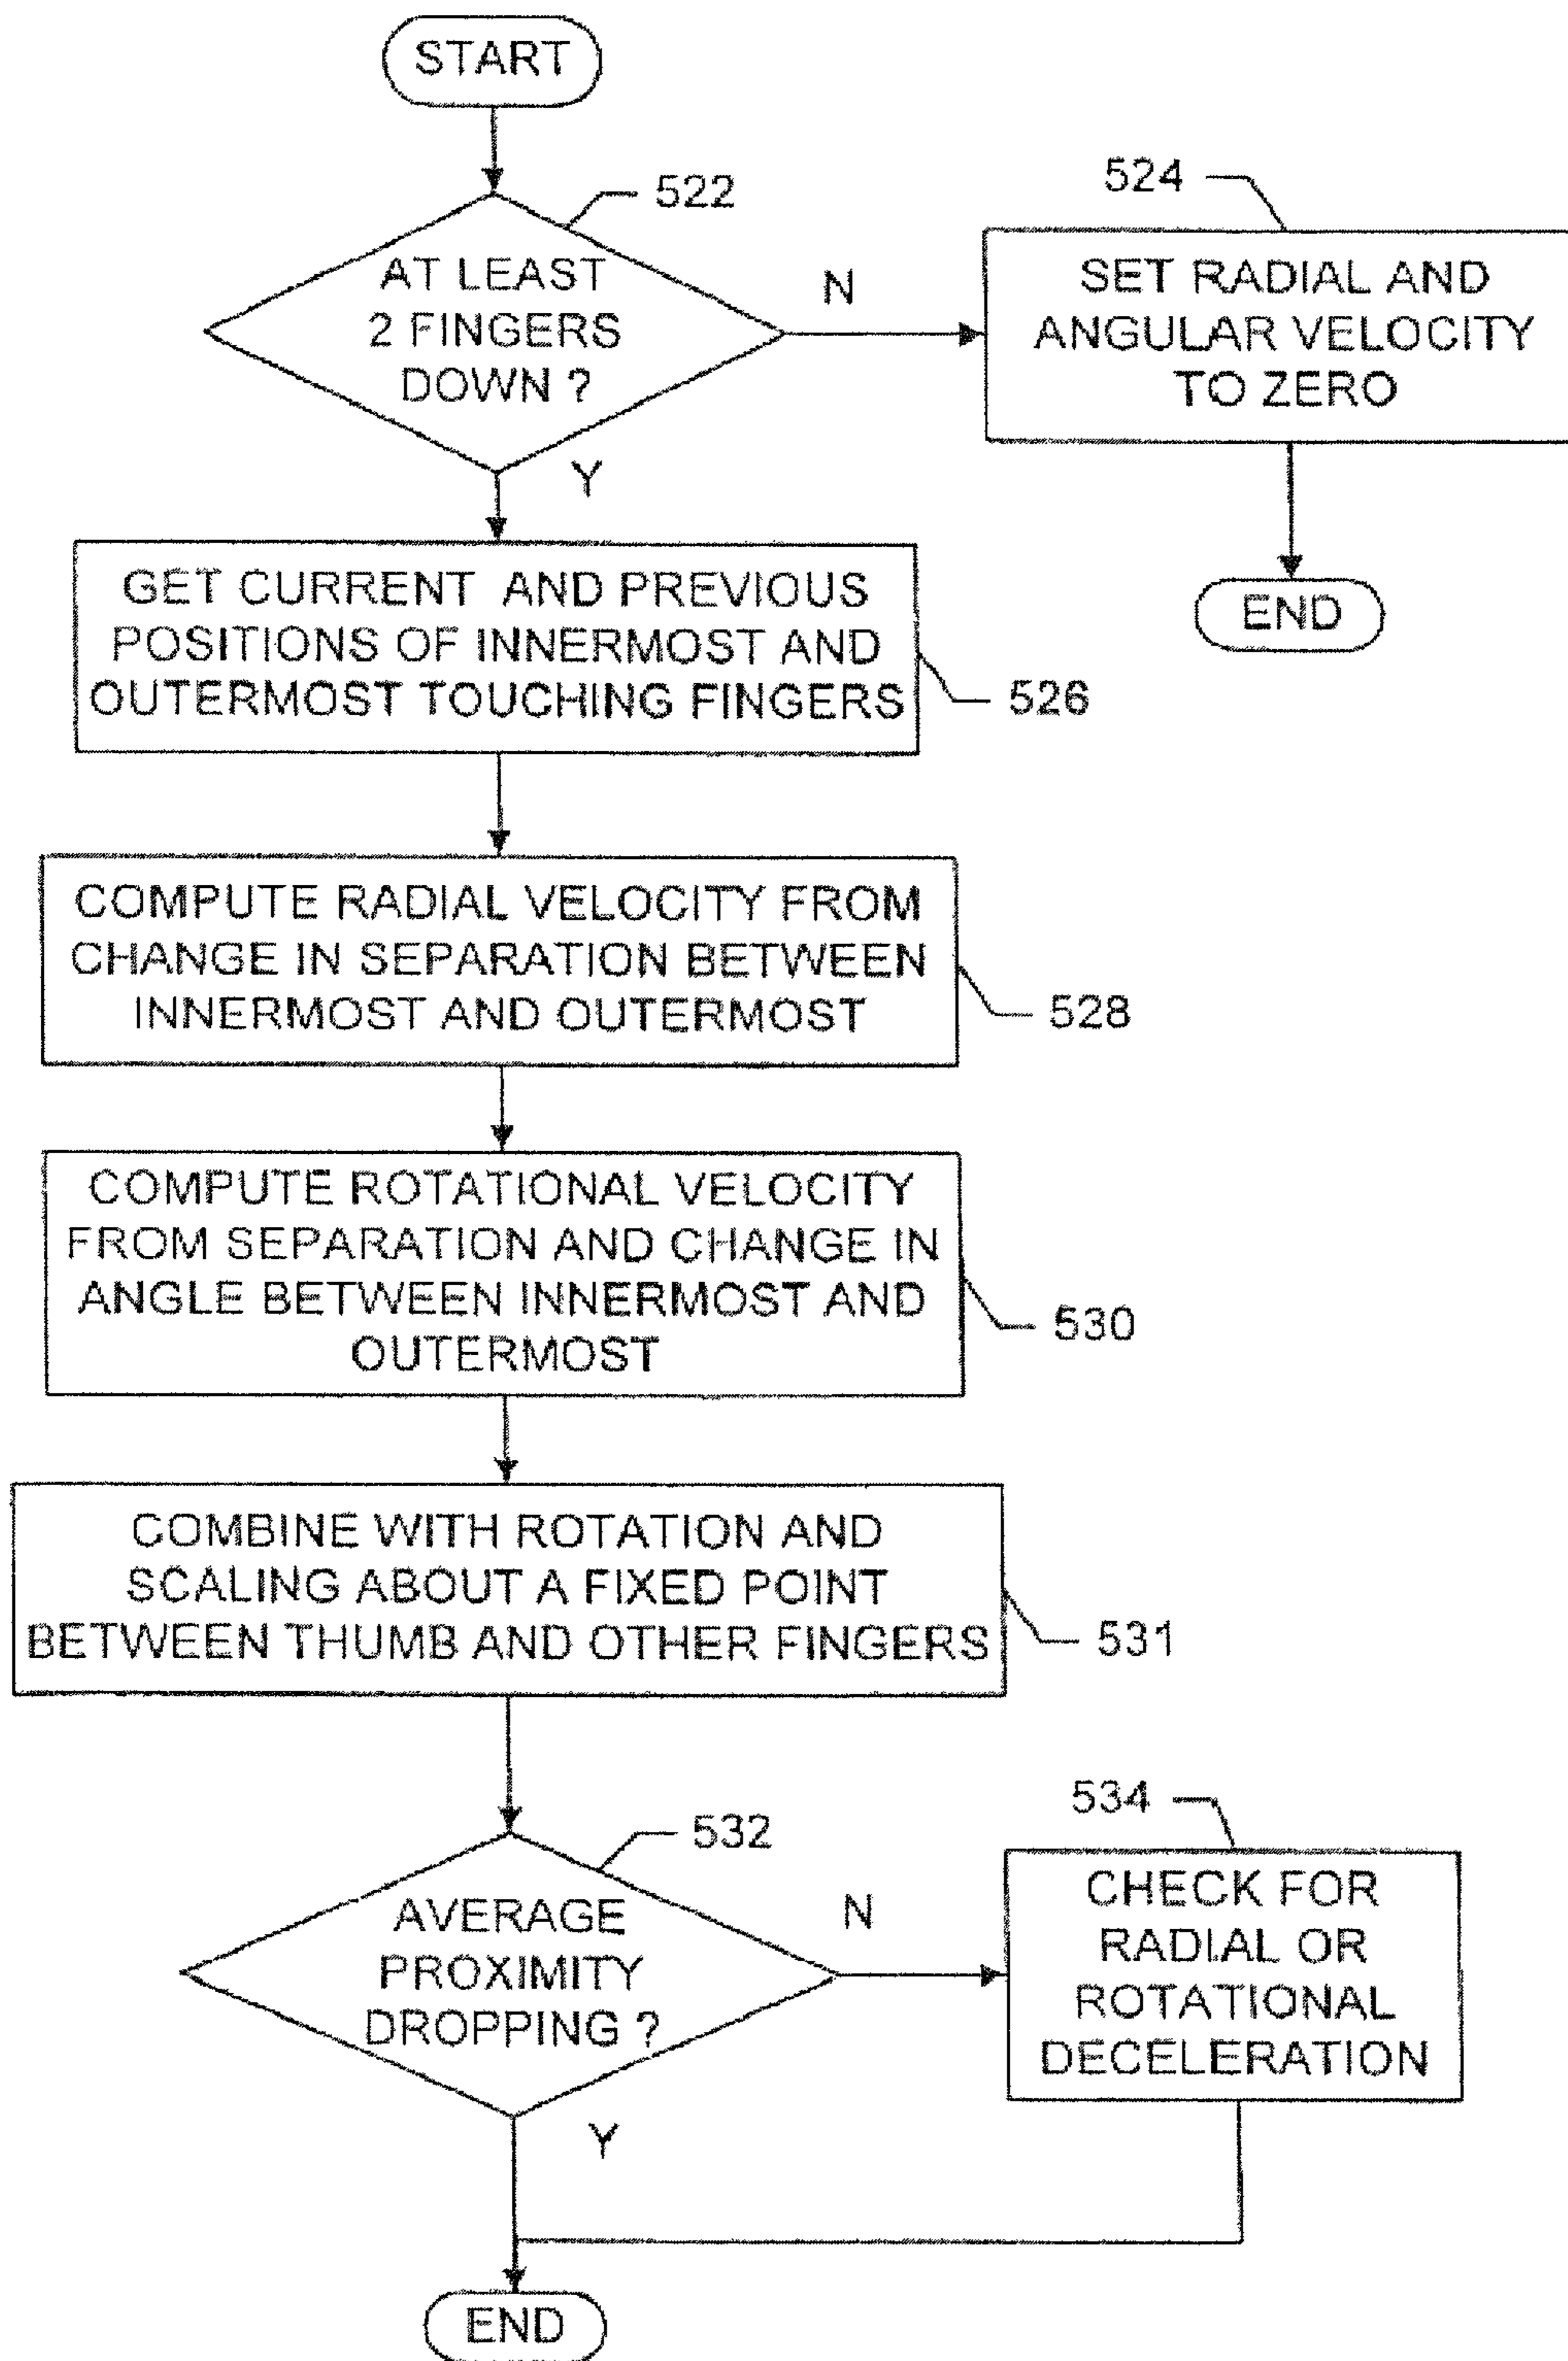 START
522
AT LEAST
2 FINGERS
DOWN ?
N
Y
524
SET RADIAL AND
ANGULAR VELOCITY
TO ZERO
END
GET CURRENT AND PREVIOUS
POSITIONS OF INNERMOST AND
OUTERMOST TOUCHING FINGERS
526
COMPUTE RADIAL VELOCITY FROM
CHANGE IN SEPARATION BETWEEN
INNERMOST AND OUTERMOST
528
COMPUTE ROTATIONAL VELOCITY
FROM SEPARATION AND CHANGE IN
ANGLE BETWEEN INNERMOST AND
OUTERMOST
530
COMBINE WITH ROTATION AND
SCALING ABOUT A FIXED POINT
BETWEEN THUMB AND OTHER FINGERS
531
532
AVERAGE
PROXIMITY
DROPPING ?
N
Y
534
CHECK FOR
RADIAL OR
ROTATIONAL
DECELERATION
END